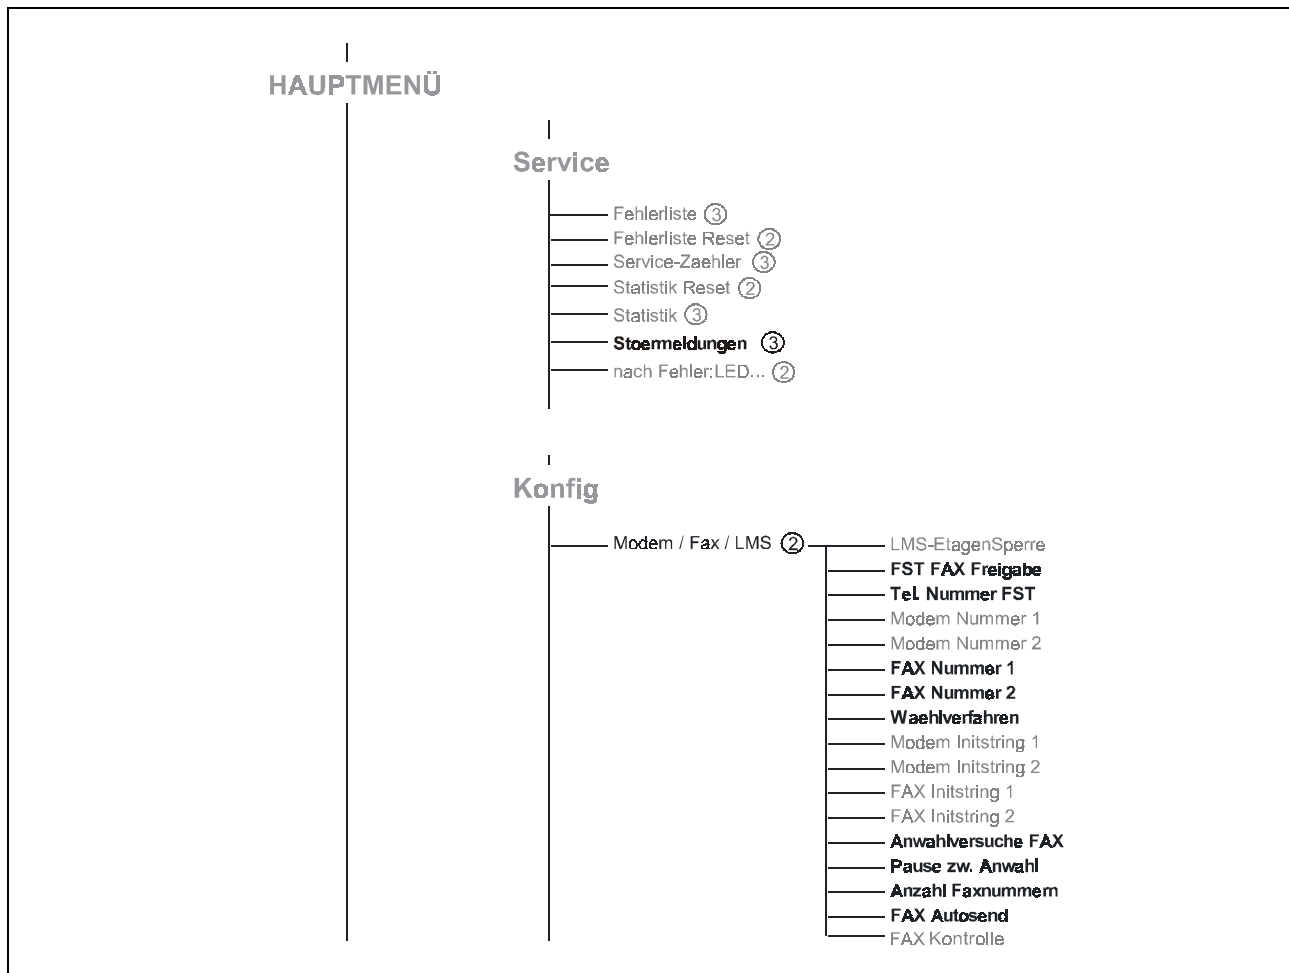 HAUPTMENÜ
Service
Fehlerliste ③
Fehlerliste Reset ②
Service-Zaehler ③
Statistik Reset ②
Statistik ③
Stoermeldungen ③
nach Fehler:LED... ②
Konfig
Modem / Fax / LMS ②
LMS-EtagenSperre
FST FAX Freigabe
Tel. Nummer FST
Modem Nummer 1
Modem Nummer 2
FAX Nummer 1
FAX Nummer 2
Waehlverfahren
Modem Initstring 1
Modem Initstring 2
FAX Initstring 1
FAX Initstring 2
Anwahlversuche FAX
Pause zw. Anwahl
Anzahl Faxnummern
FAX Autosend
FAX Kontrolle